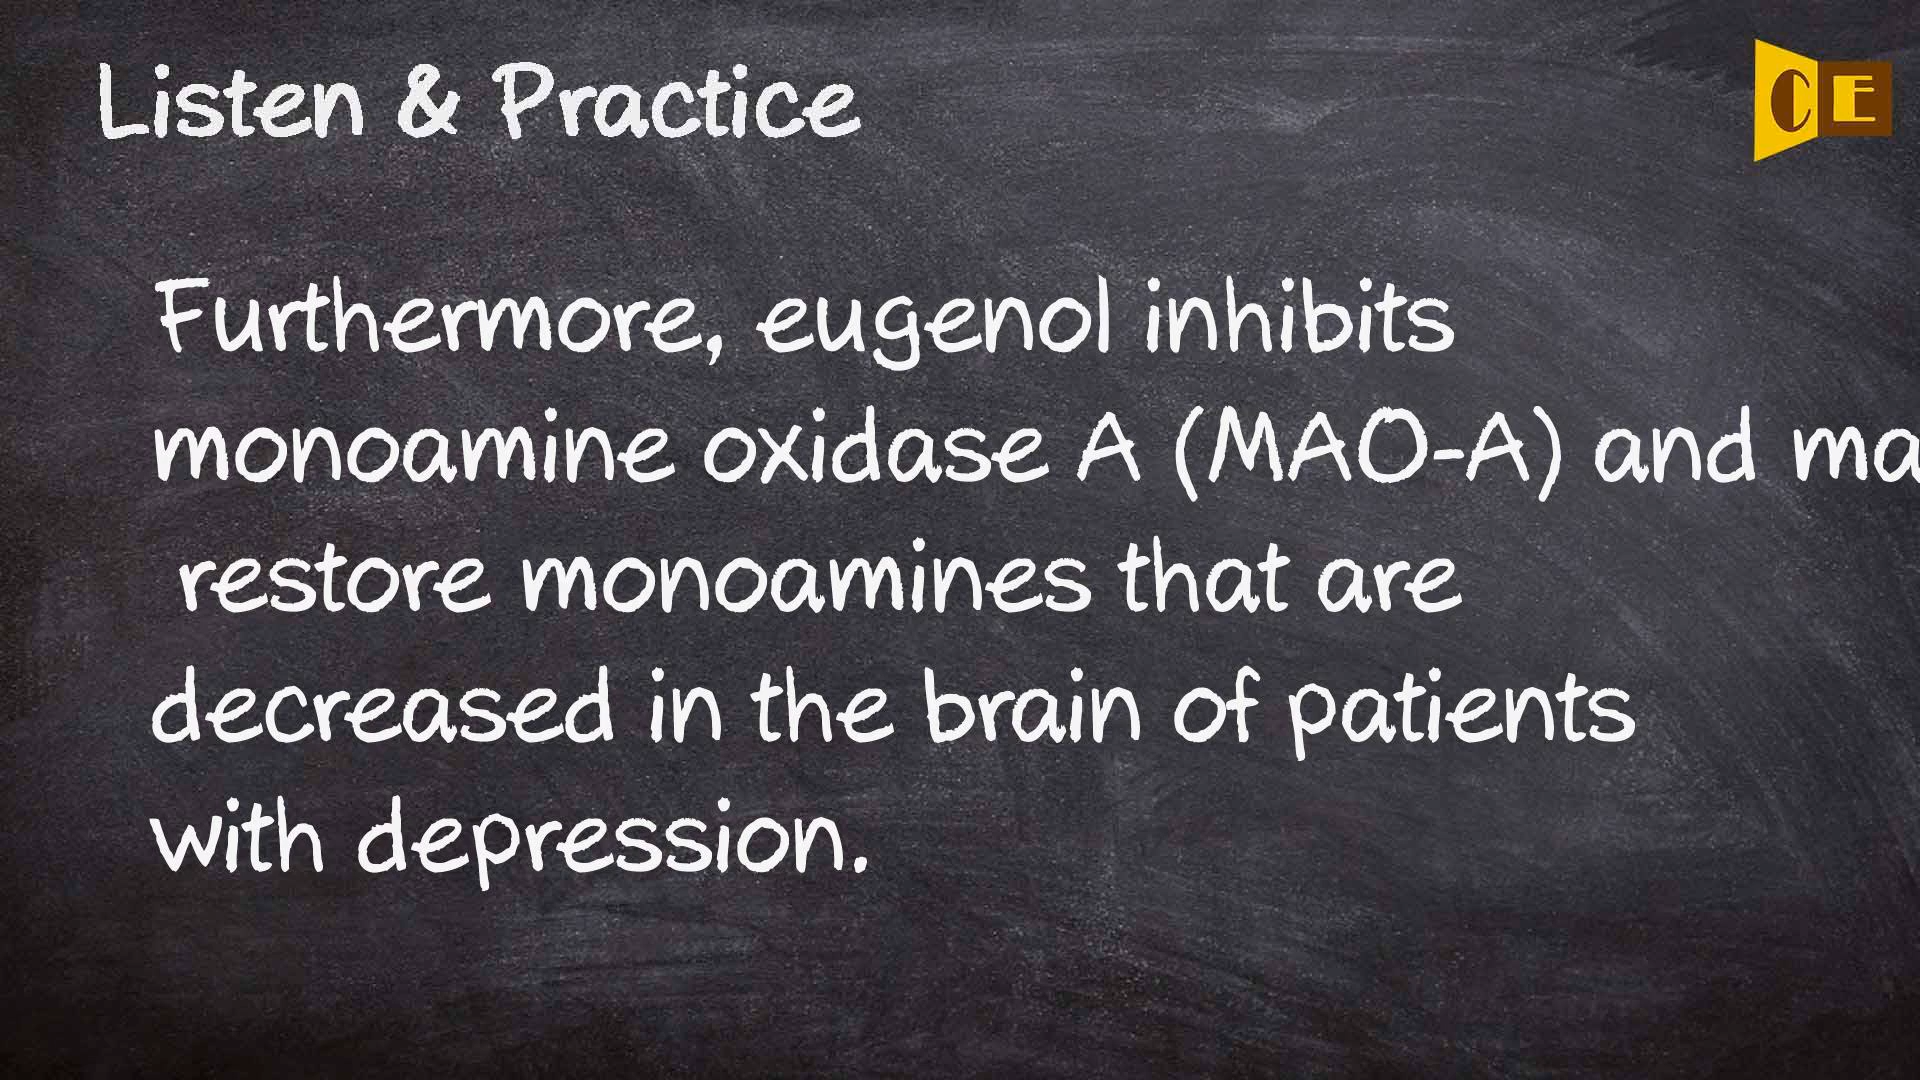 Listen & Practice
CE
Furthermore, eugenol inhibits
monoamine oxidase A (MAO-A) and
restore monoamines that are
decreased in the brain of patients
with depression.